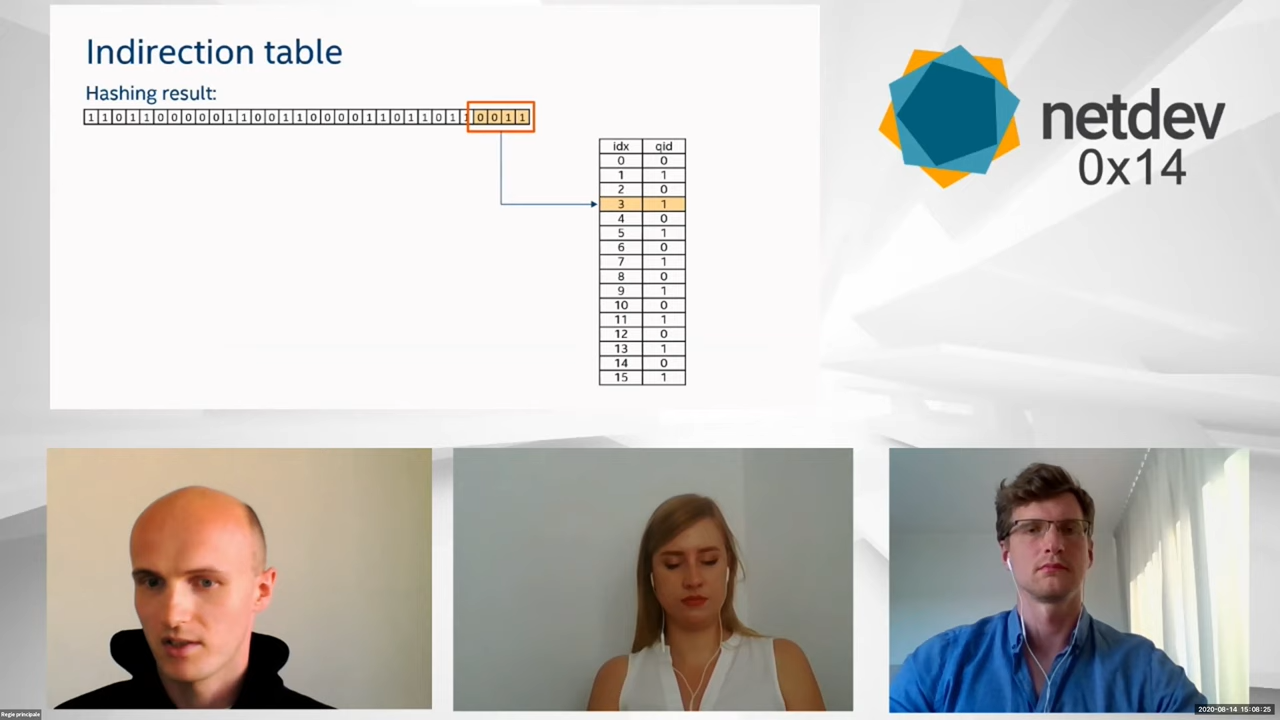 Indirection table
Hashing result:
1 1 0 1 1 0 0 0 0 0 1 1 0 0 1 1 0 0 0 0 1 1 0 1 1 0 1 1 0 0 1 1
idx qid
0 0
1 1
2 0
3 1
4 0
5 1
6 0
7 1
8 0
9 1
10 0
11 1
12 0
13 1
14 0
15 1
netdev
0x14
Regie principale
2020-08-14 15:08:25